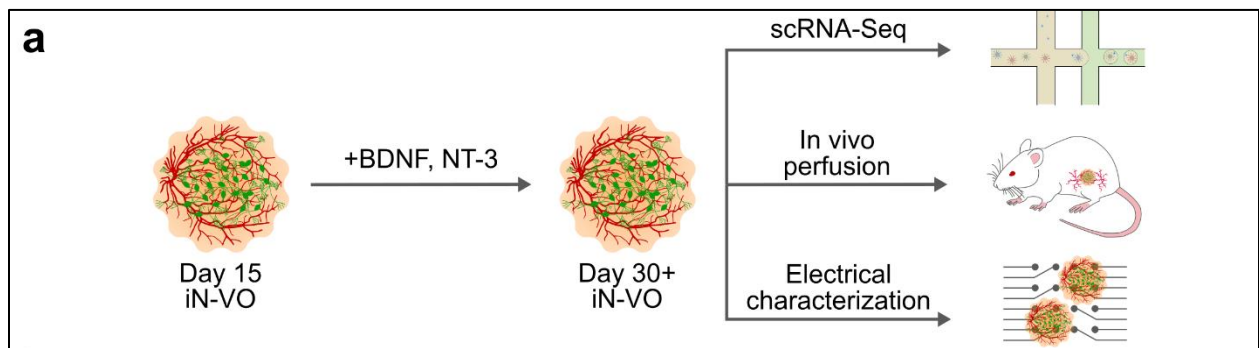 a
scRNA-Seq
+BDNF, NT-3
In vivo
perfusion
Day 15
iN-VO
Day 30+
iN-VO
Electrical
characterization